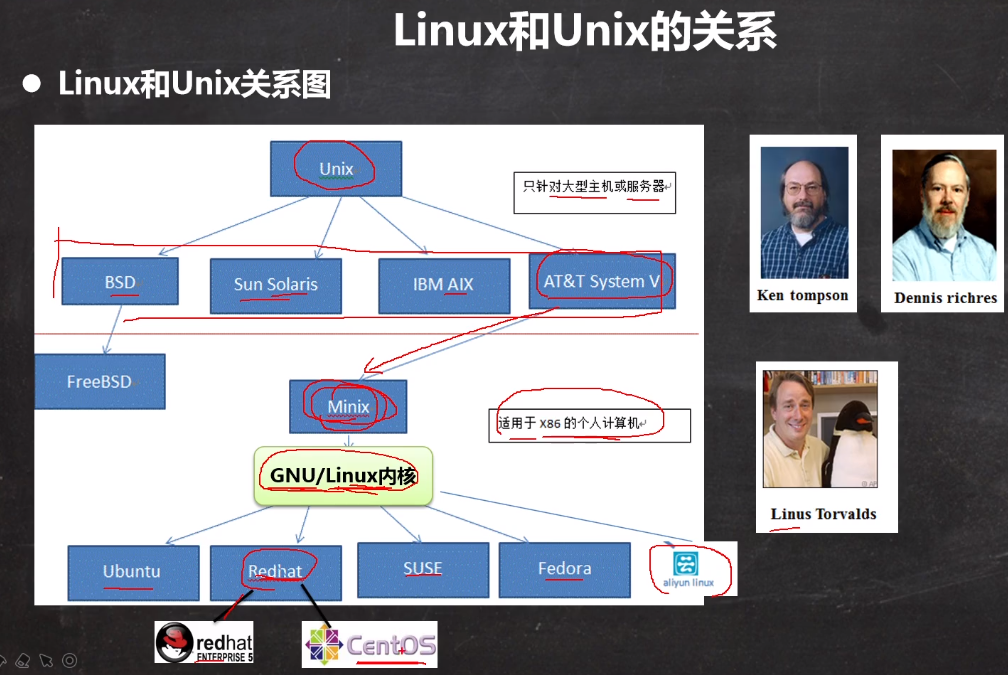 Linux和Unix的关系
Linux和Unix关系图
Unix
只针对大型主机或服务器
BSD
Sun Solaris
IBM AIX
AT&T System V
Ken tompson
Dennis richres
FreeBSD
Minix
适用于 X86 的个人计算机
GNU/Linux内核
Linus Torvalds
Ubuntu
Redhat
SUSE
Fedora
aliyun linux
redhat
ENTERPRISE 5
CentOS